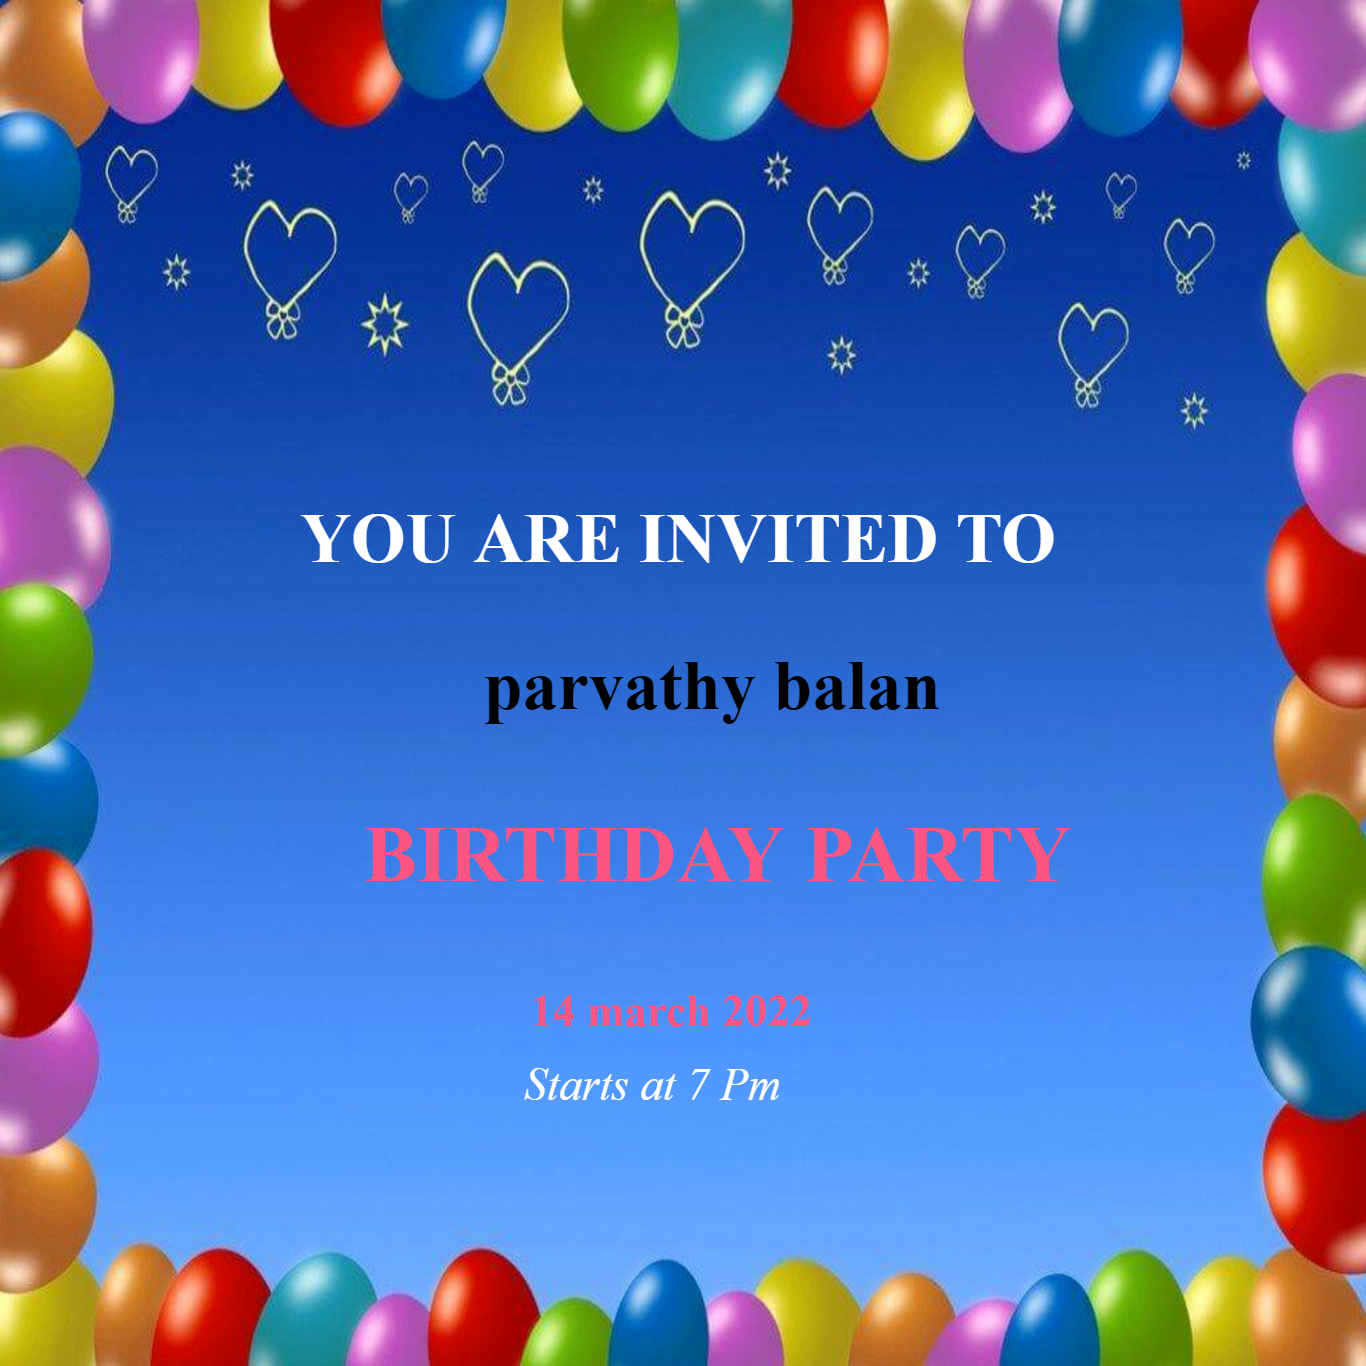 YOU ARE INVITED TO
parvathy balan
BIRTHDAY PARTY
14 march 2022
Starts at 7 Pm